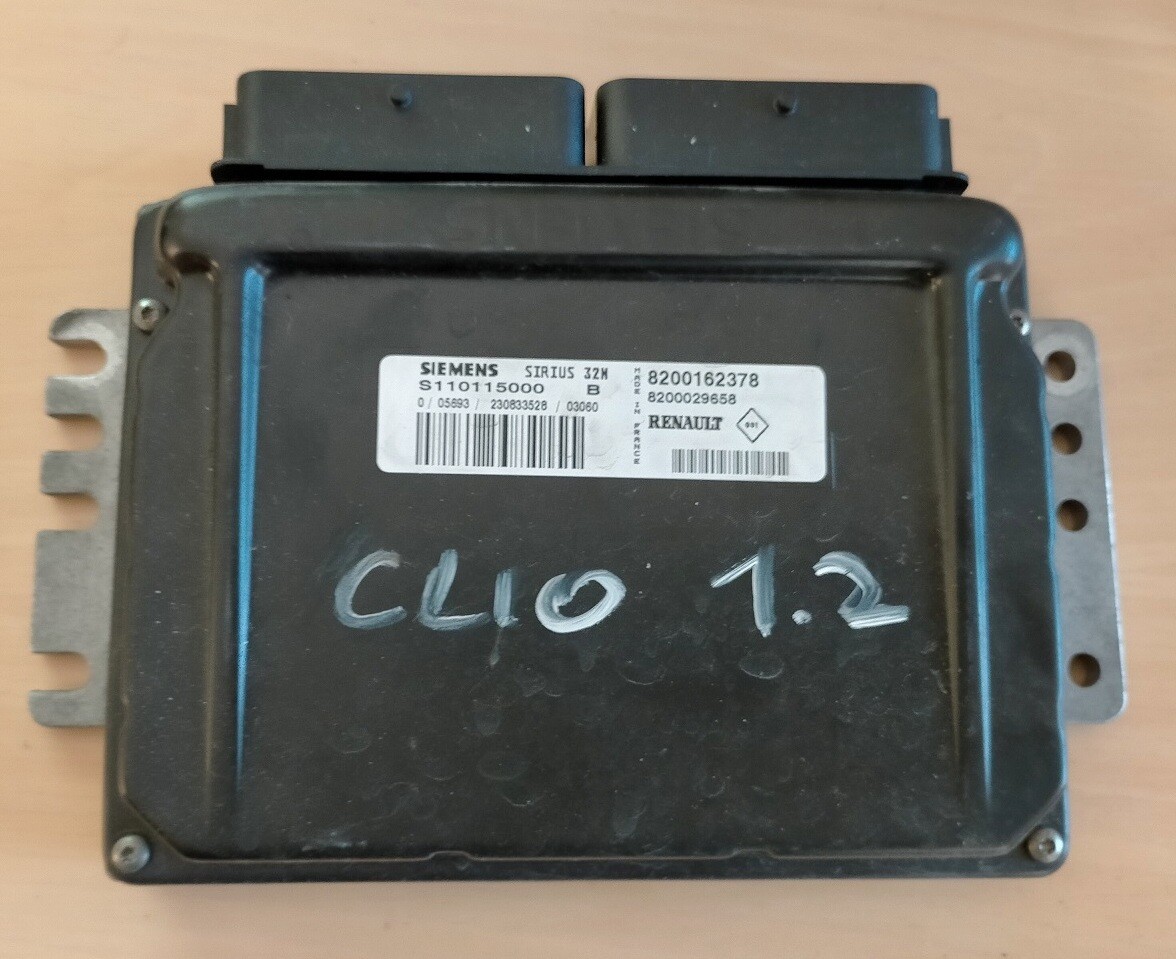 SIEMENS SIRIUS 32N
S110115000 B
0 / 05693 / 230833528 / 03060
MADE IN FRANCE
8200162378
8200029658
RENAULT
CLIO 1.2